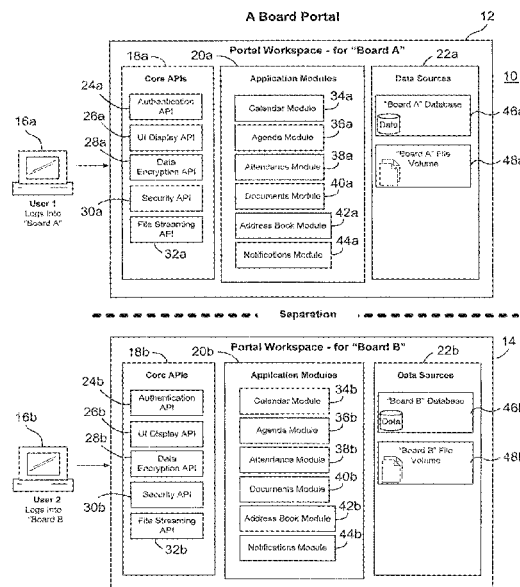 A Board Portal
12
Portal Workspace - for "Board A"
18a
20a
22a
10
Core APIs
Application Modules
Data Sources
24a
Authentication
API
Calendar Module
34a
"Board A" Database
46a
Data
26a
UI Display API
Agenda Module
36a
16a
28a
Data
Encryption API
Attendance Module
38a
"Board A" File
Volume
48a
User 1
Logs Into
"Board A"
30a
Security API
Documents Module
40a
File Streaming
API
32a
Address Book Module
42a
Notifications Module
44a
Separation
14
Portal Workspace - for "Board B"
18b
20b
22b
Core APIs
Application Modules
Data Sources
24b
Authentication
API
Calendar Module
34b
"Board B" Database
46b
Data
26b
UI Display API
Agenda Module
36b
16b
28b
Data
Encryption API
Attendance Module
38b
"Board B" File
Volume
48b
User 2
Logs Into
"Board B
30b
Security API
Documents Module
40b
File Streaming
API
32b
Address Book Module
42b
Notifications Module
44b